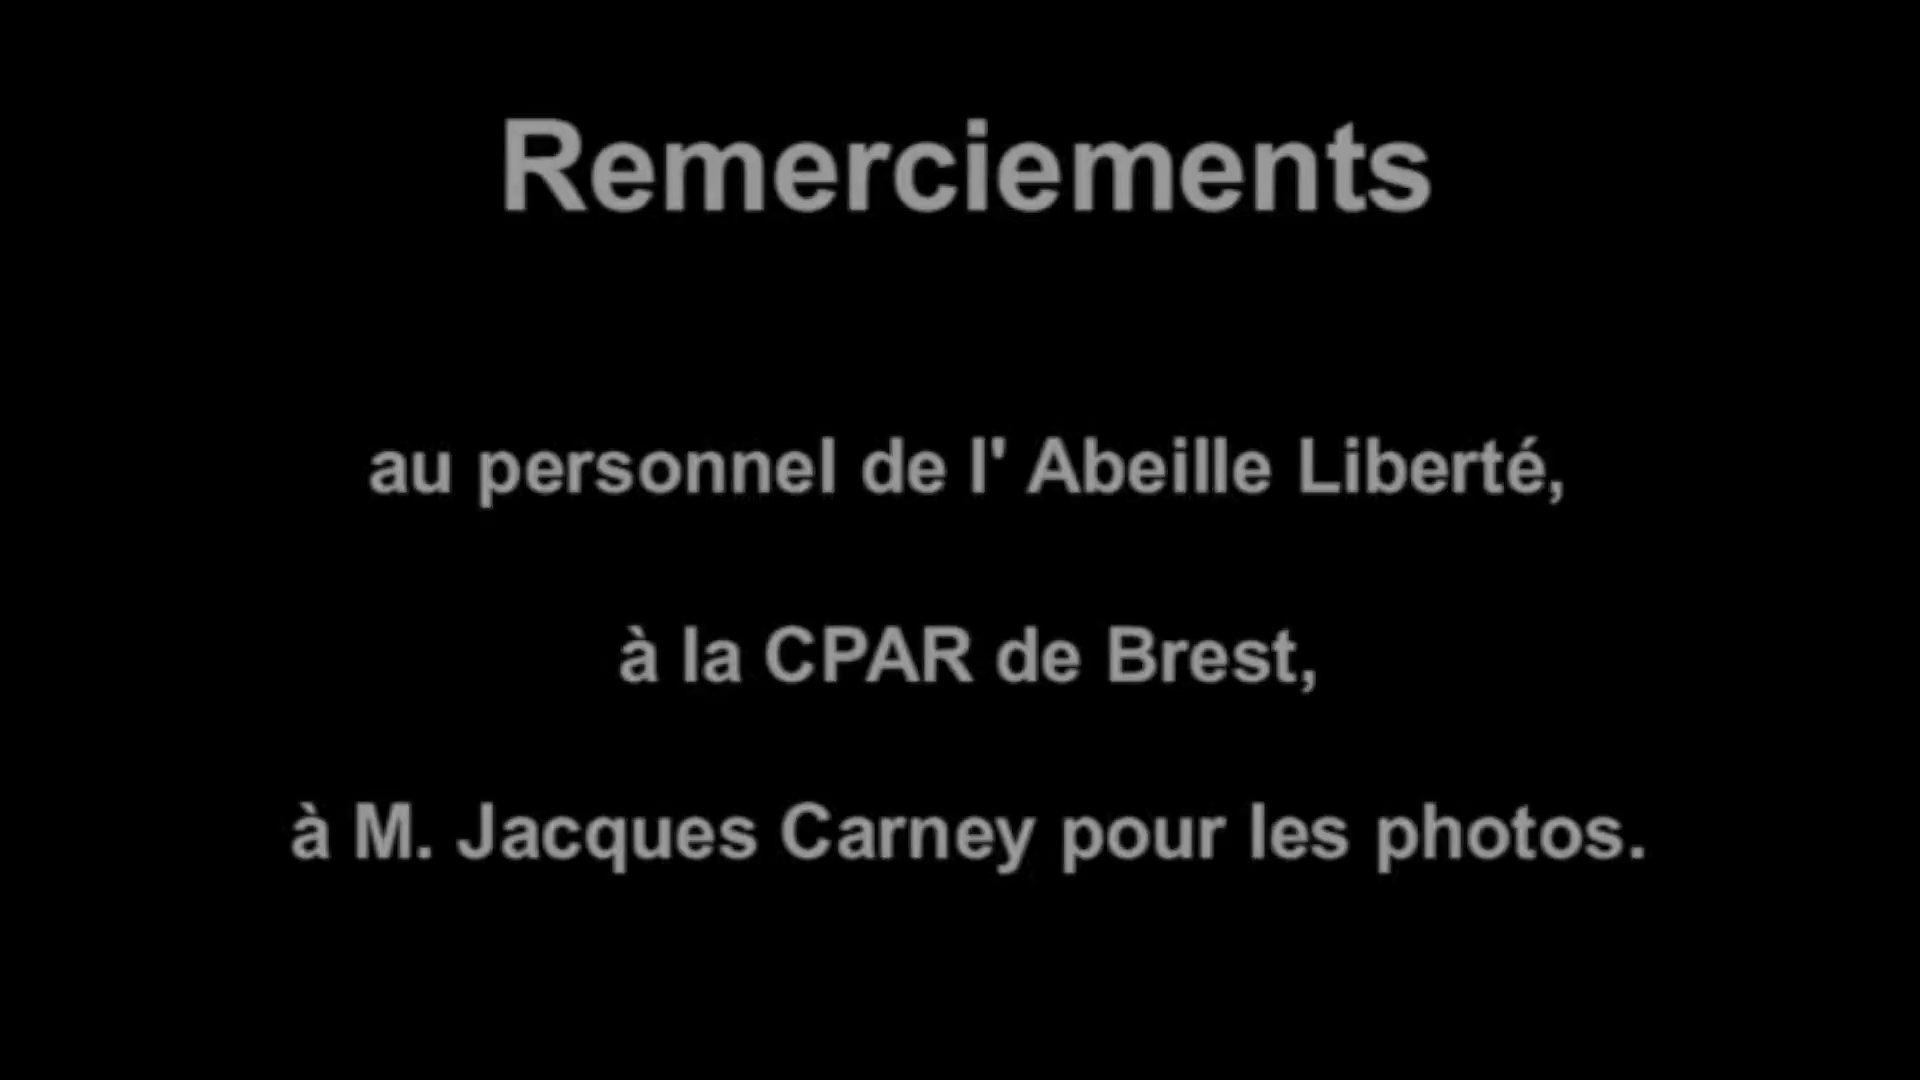 Remerciements
au personnel de l' Abeille Liberté,
à la CPAR de Brest,
à M. Jacques Carney pour les photos.